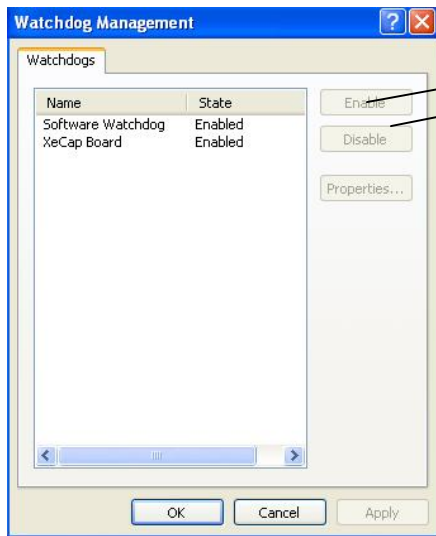 Watchdog Management
Watchdogs
Name State
Software Watchdog Enabled
XeCap Board Enabled
Enable
Disable
Properties...
OK Cancel Apply